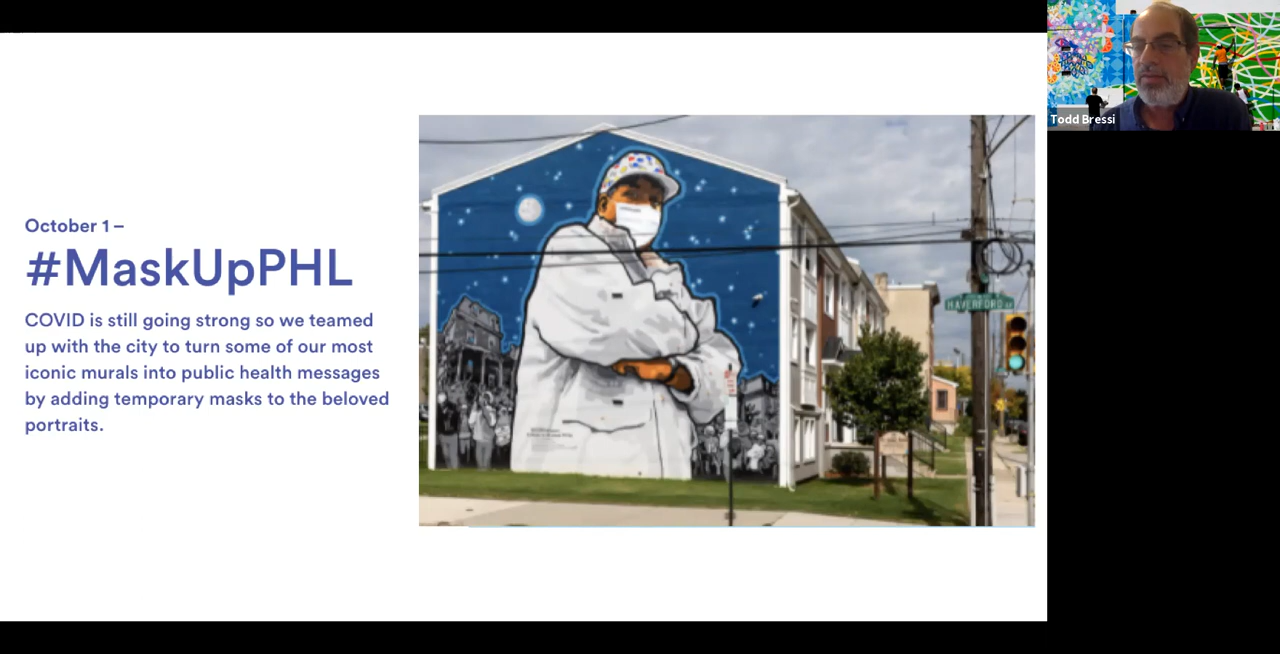 October 1 –
#MaskUpPHL
COVID is still going strong so we teamed
up with the city to turn some of our most
iconic murals into public health messages
by adding temporary masks to the beloved
portraits.
HAVERFORD
Todd Bressi